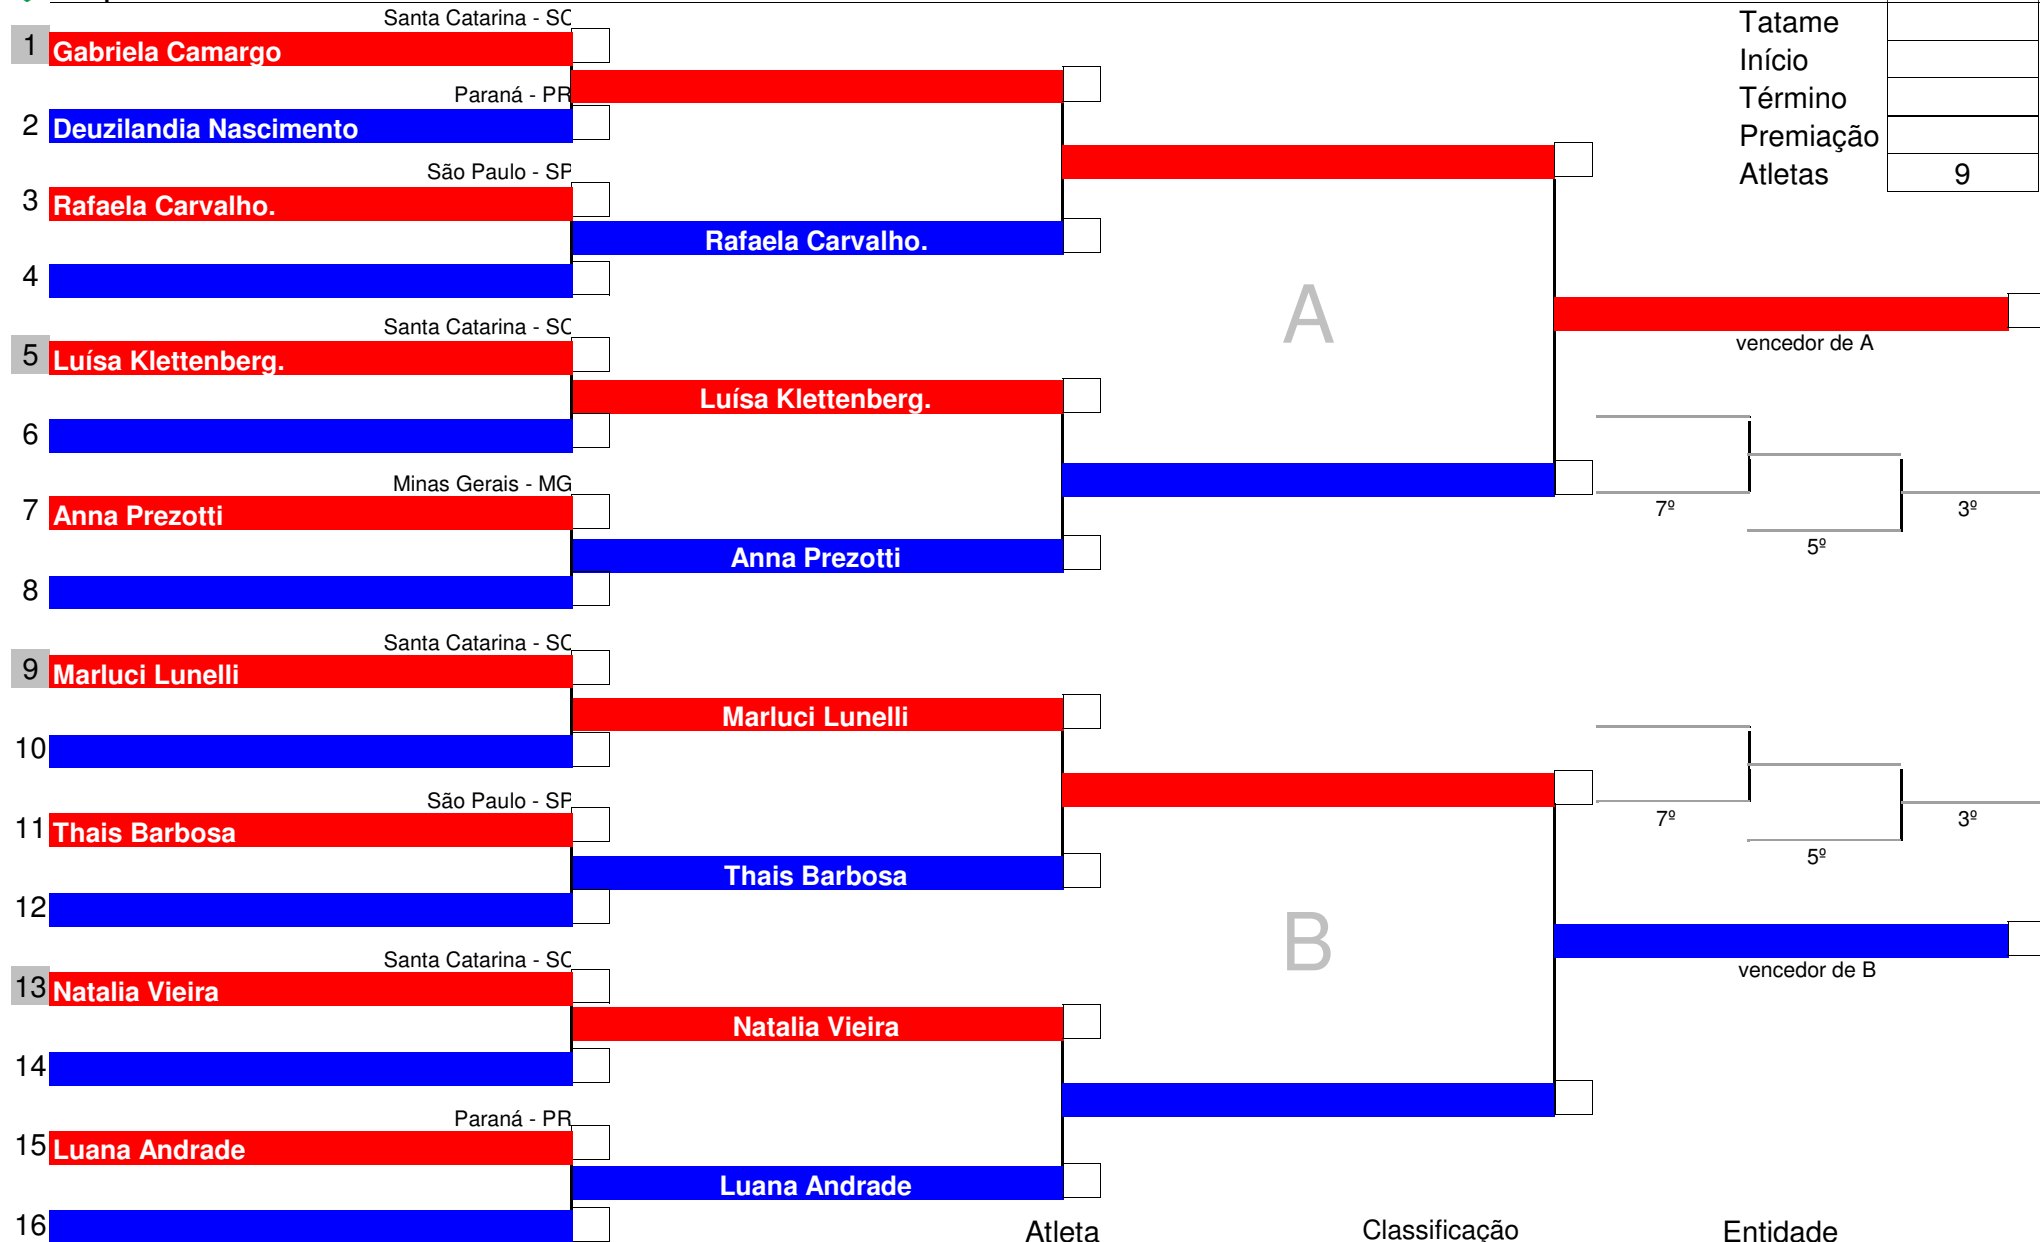 Santa Catarina - SC
1 Gabriela Camargo
Paraná - PR
2 Deuzilandia Nascimento
São Paulo - SP
3 Rafaela Carvalho.
Rafaela Carvalho.
4
Santa Catarina - SC
5 Luísa Klettenberg.
Luísa Klettenberg.
6
Minas Gerais - MG
7 Anna Prezotti
Anna Prezotti
8
Santa Catarina - SC
9 Marluci Lunelli
Marluci Lunelli
10
São Paulo - SP
11 Thais Barbosa
Thais Barbosa
12
Santa Catarina - SC
13 Natalia Vieira
Natalia Vieira
14
Paraná - PR
15 Luana Andrade
Luana Andrade
16
A
B
Tatame
Início
Término
Premiação
Atletas 9
vencedor de A
7º
3º
5º
7º
3º
5º
vencedor de B
Atleta Classificação Entidade